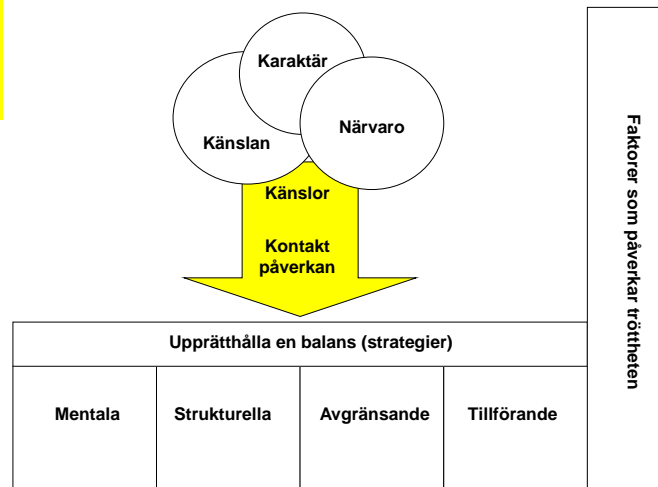 Karaktär
Känslan
Närvaro
Känslor
Kontakt
påverkan
Upprätthålla en balans (strategier)
Mentala
Strukturella
Avgränsande
Tillförande
Faktorer som påverkar tröttheten